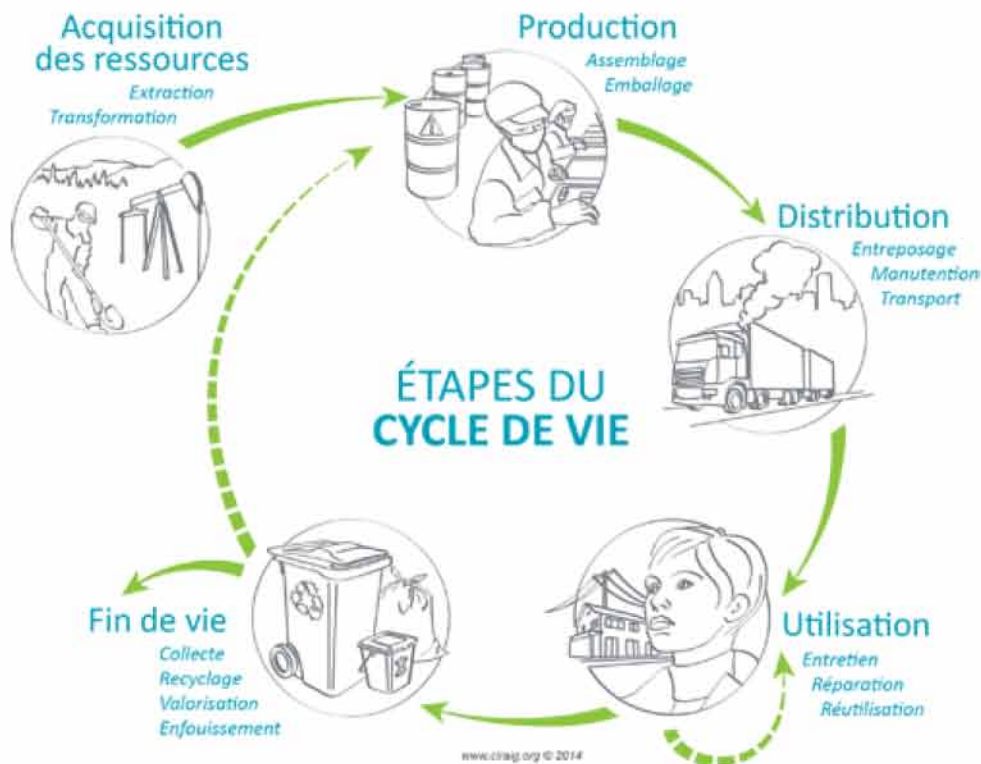 Acquisition
des ressources
Extraction
Transformation
Production
Assemblage
Emballage
Distribution
Entreposage
Manutention
Transport
ÉTAPES DU
CYCLE DE VIE
Utilisation
Entretien
Réparation
Réutilisation
Fin de vie
Collecte
Recyclage
Valorisation
Enfouissement
www.ciraig.org © 2014